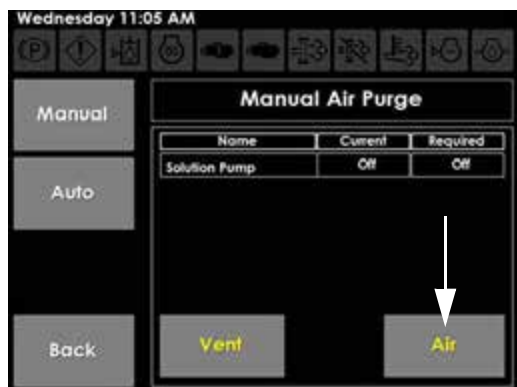 Wednesday 11:05 AM
Manual
Manual Air Purge
Name Current Required
Solution Pump Off Off
Auto
Back
Vent
Air